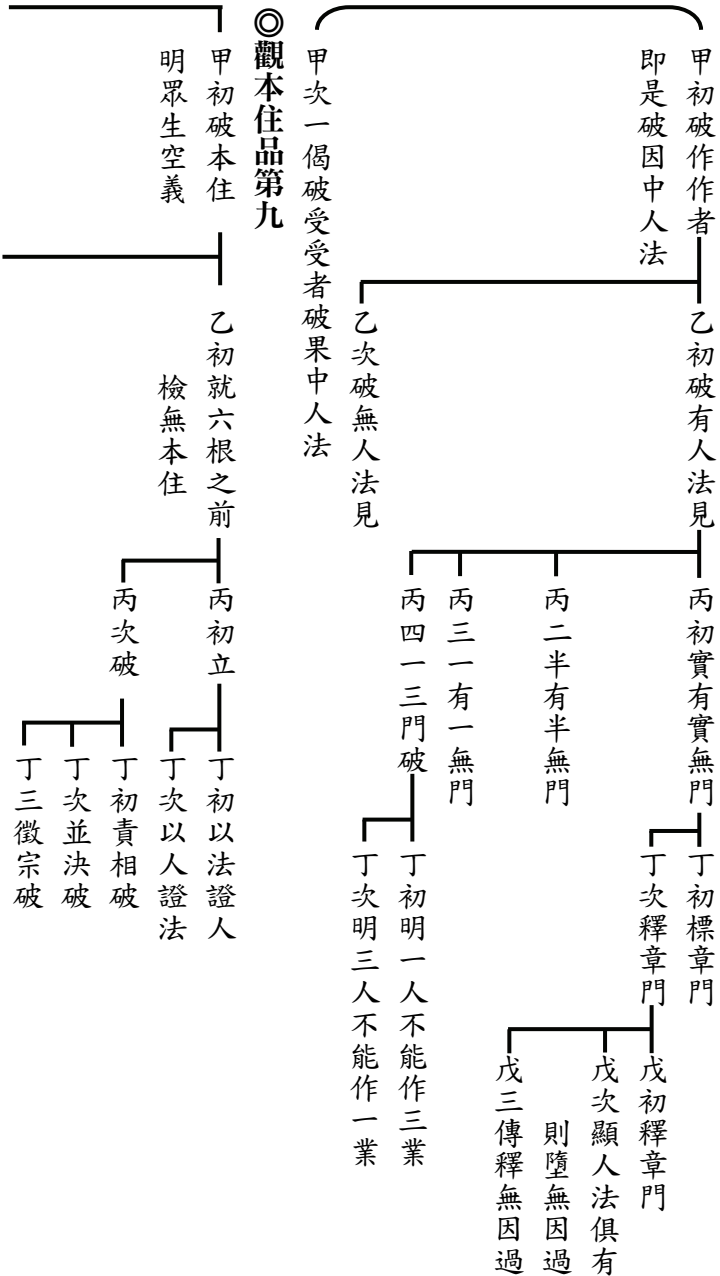 甲初破作作者
即是破因中人法
乙初破有人法見
丙初實有實無門
丁初標章門
丁次釋章門
戊初釋章門
戊次顯人法俱有
則墮無因過
戊三傳釋無因過
丙二半有半無門
丙三一有一無門
丙四一三門破
丁初明一人不能作三業
丁次明三人不能作一業
乙次破無人法見
甲次一偈破受受者破果中人法
◎觀本住品第九
甲初破本住
明眾生空義
乙初就六根之前
檢無本住
丙初立
丁初以法證人
丁次以人證法
丙次破
丁初責相破
丁次並決破
丁三徵宗破